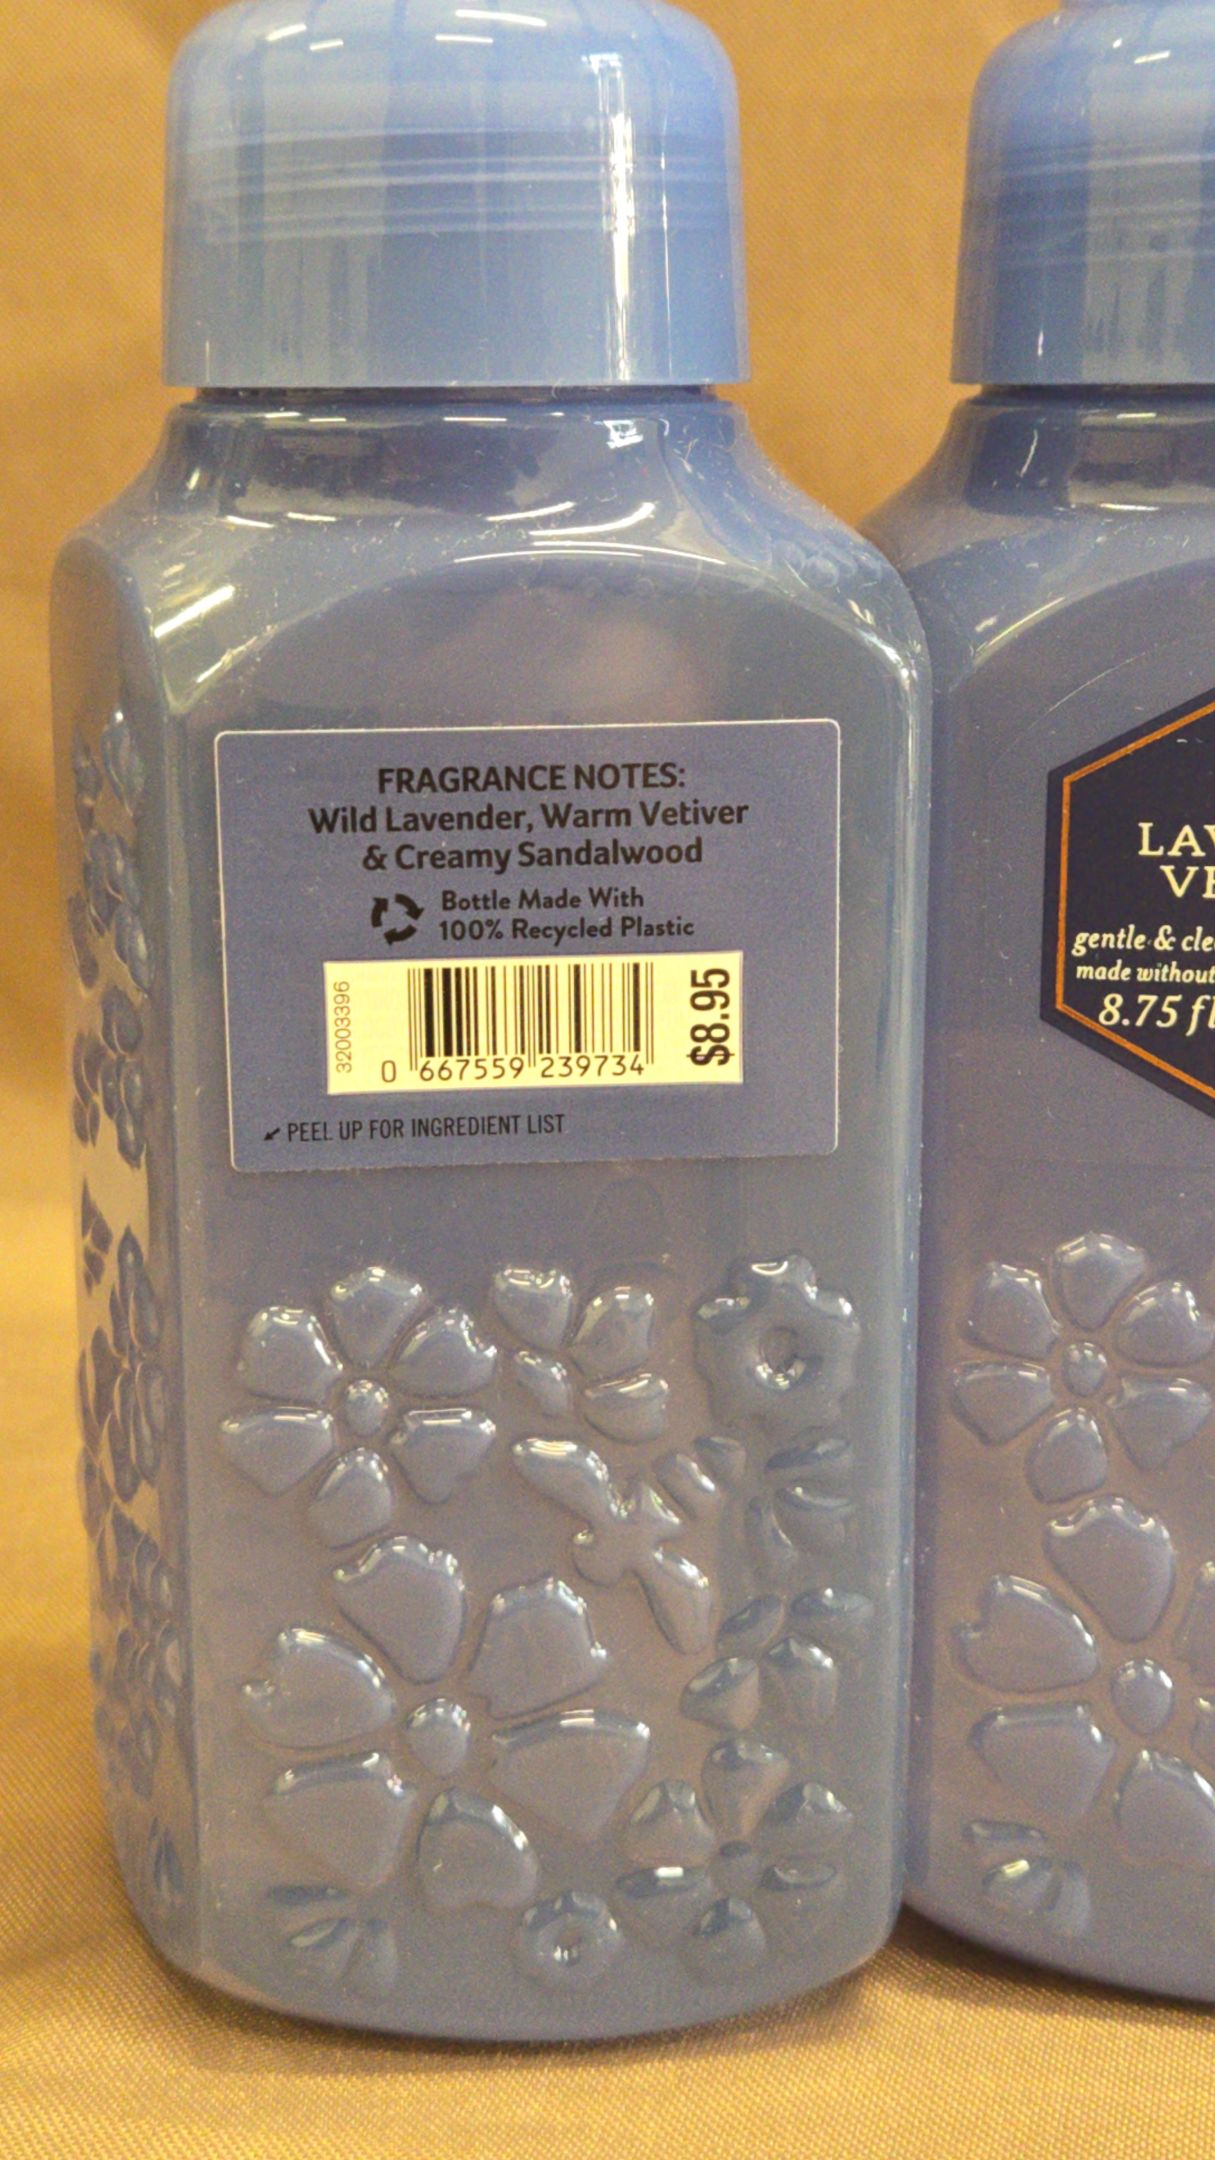 FRAGRANCE NOTES:
Wild Lavender, Warm Vetiver
& Creamy Sandalwood
Bottle Made With
100% Recycled Plastic
32003396
0 667559 239734
$8.95
PEEL UP FOR INGREDIENT LIST
LAV
VE
gentle & cle
made without
8.75 fl